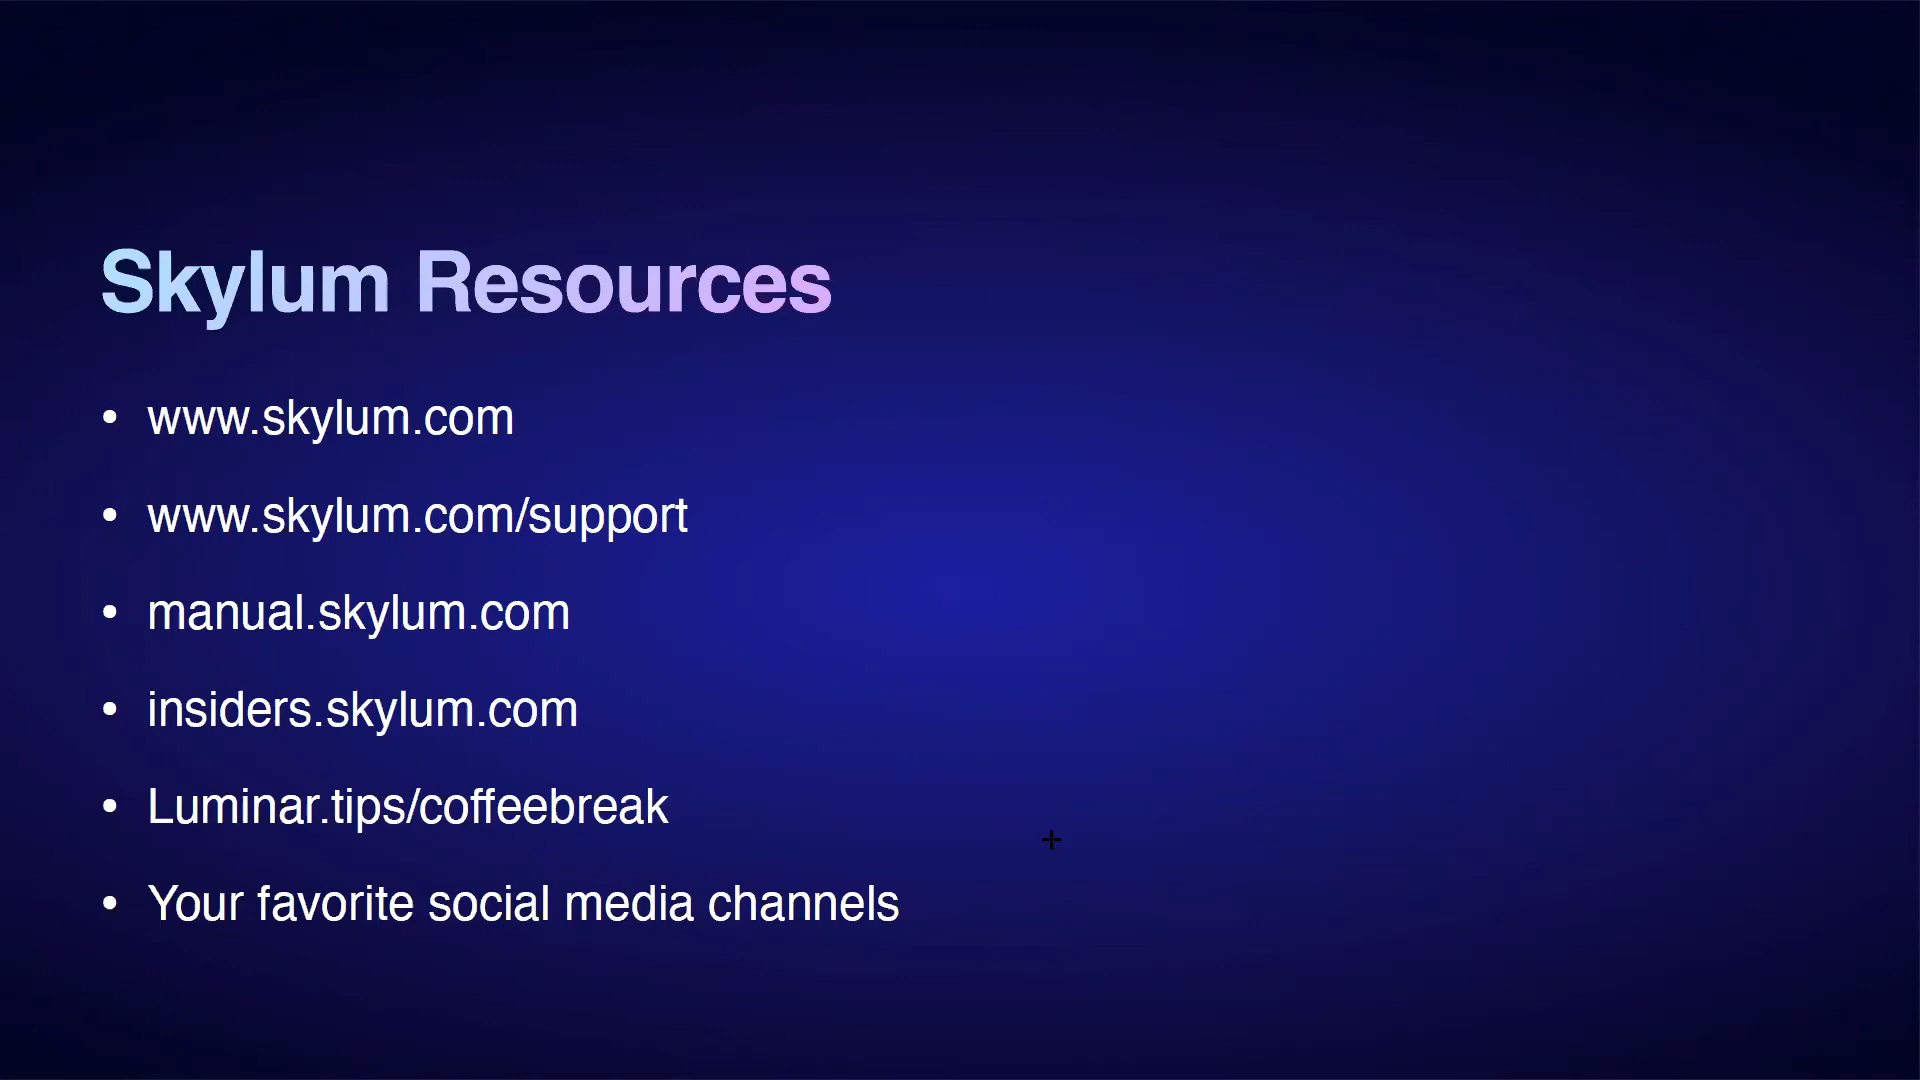 Skylum Resources
• www.skylum.com
• www.skylum.com/support
• manual.skylum.com
• insiders.skylum.com
• Luminar.tips/coffeebreak
• Your favorite social media channels